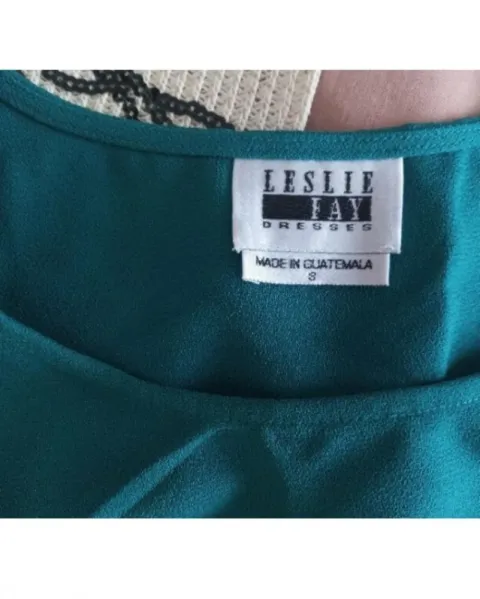 LESLIE
FAY
DRESSES
MADE IN GUATEMALA
8